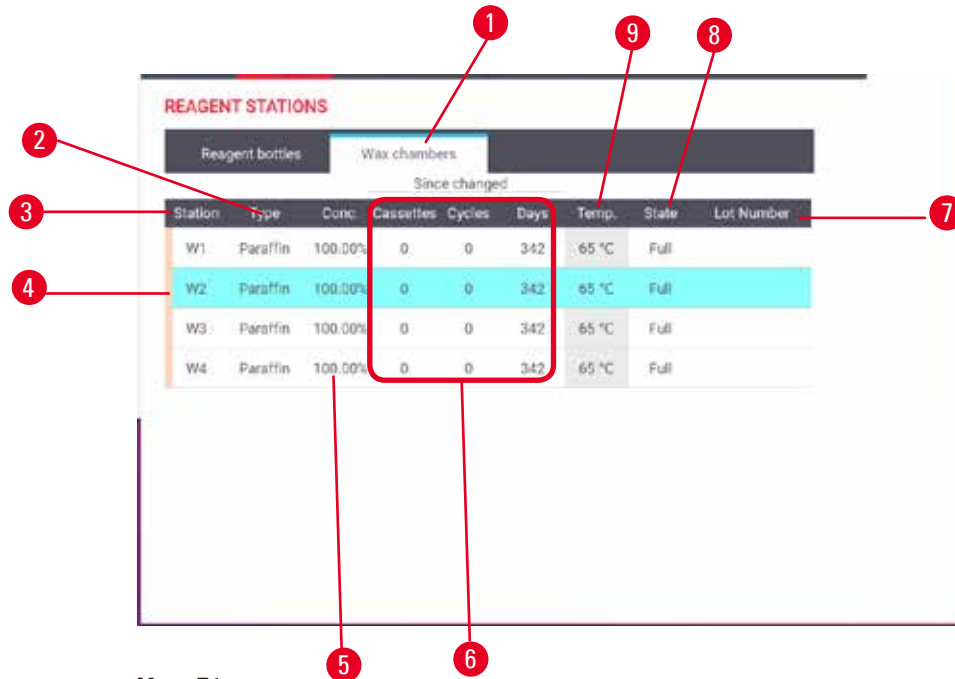 1
9
8
REAGENT STATIONS
2
Reagent bottles Wax chambers
Since changed
3
Station Type Conc Cassettes Cycles Days Temp. State Lot Number
7
W1 Paraffin 100.00% 0 0 342 65 °C Full
4
W2 Paraffin 100.00% 0 0 342 65 °C Full
W3 Paraffin 100.00% 0 0 342 65 °C Full
W4 Paraffin 100.00% 0 0 342 65 °C Full
5
6